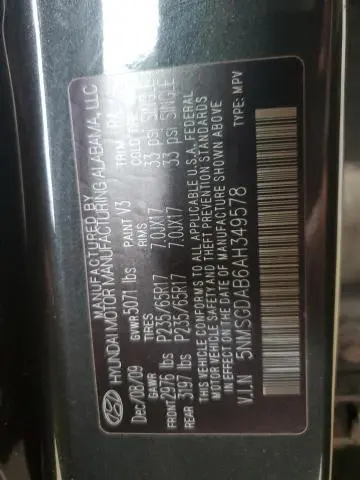 MANUFACTURED BY
HYUNDAI MOTOR MANUFACTURING ALABAMA, LLC
Dec/08/09 GVWR 5071 lbs PAINT V3 TRIM
GAWR TIRES RIMS COLD TIRE
FRONT 2976 lbs P235/65R17 7.0JX17 33 psi SINGLE
REAR 3197 lbs P235/65R17 7.0JX17 33 psi SINGLE
THIS VEHICLE CONFORMS TO ALL APPLICABLE U.S.A. FEDERAL
MOTOR VEHICLE SAFETY AND THEFT PREVENTION STANDARDS
IN EFFECT ON THE DATE OF MANUFACTURE SHOWN ABOVE.
V.I.N 5NMSG DAB6AH349578 TYPE: MPV